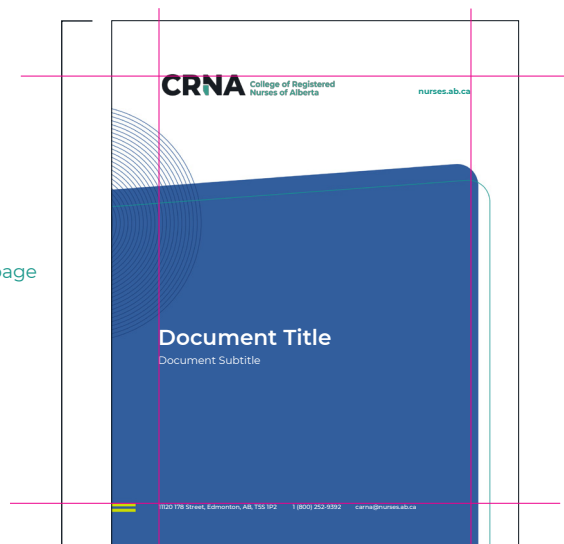 CRNA College of Registered
Nurses of Alberta
nurses.ab.ca
page
Document Title
Document Subtitle
11120 178 Street, Edmonton, AB, T5S 1P2 1 (800) 252-9392 carna@nurses.ab.ca